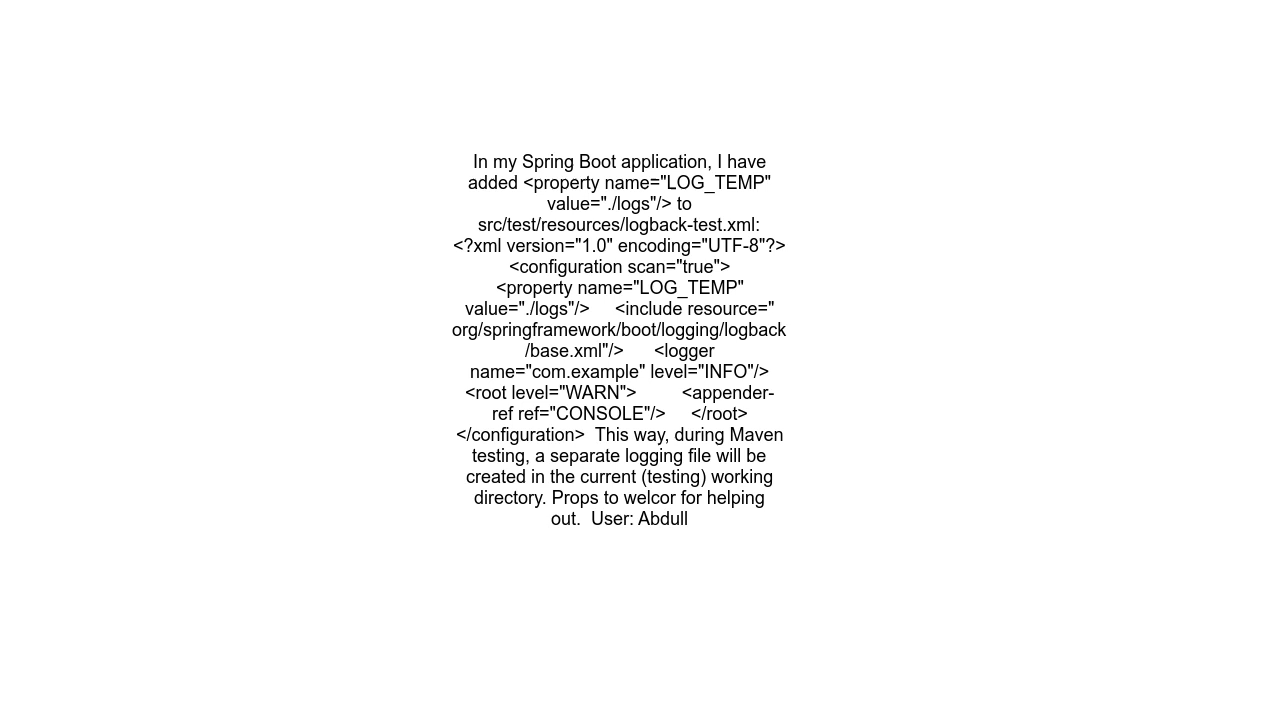 In my Spring Boot application, I have
added <property name="LOG_TEMP"
value="./logs"/> to
src/test/resources/logback-test.xml:
<?xml version="1.0" encoding="UTF-8"?>
<configuration scan="true">
<property name="LOG_TEMP"
value="./logs"/>     <include resource="
org/springframework/boot/logging/logback
/base.xml"/>      <logger
name="com.example" level="INFO"/>
<root level="WARN">         <appender-
ref ref="CONSOLE"/>     </root>
</configuration>  This way, during Maven
testing, a separate logging file will be
created in the current (testing) working
directory. Props to welcor for helping
out.  User: Abdull